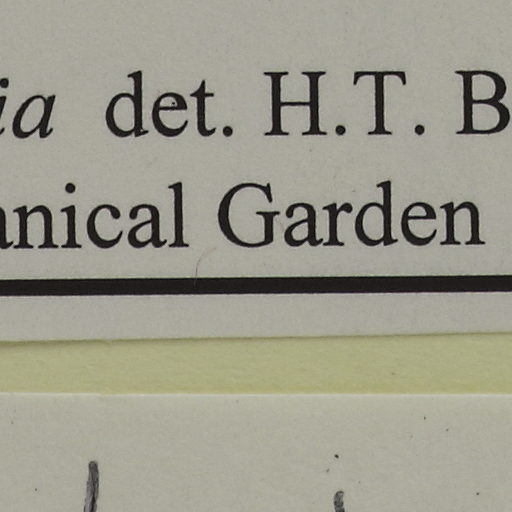 ia det. H.T. B
anical Garden